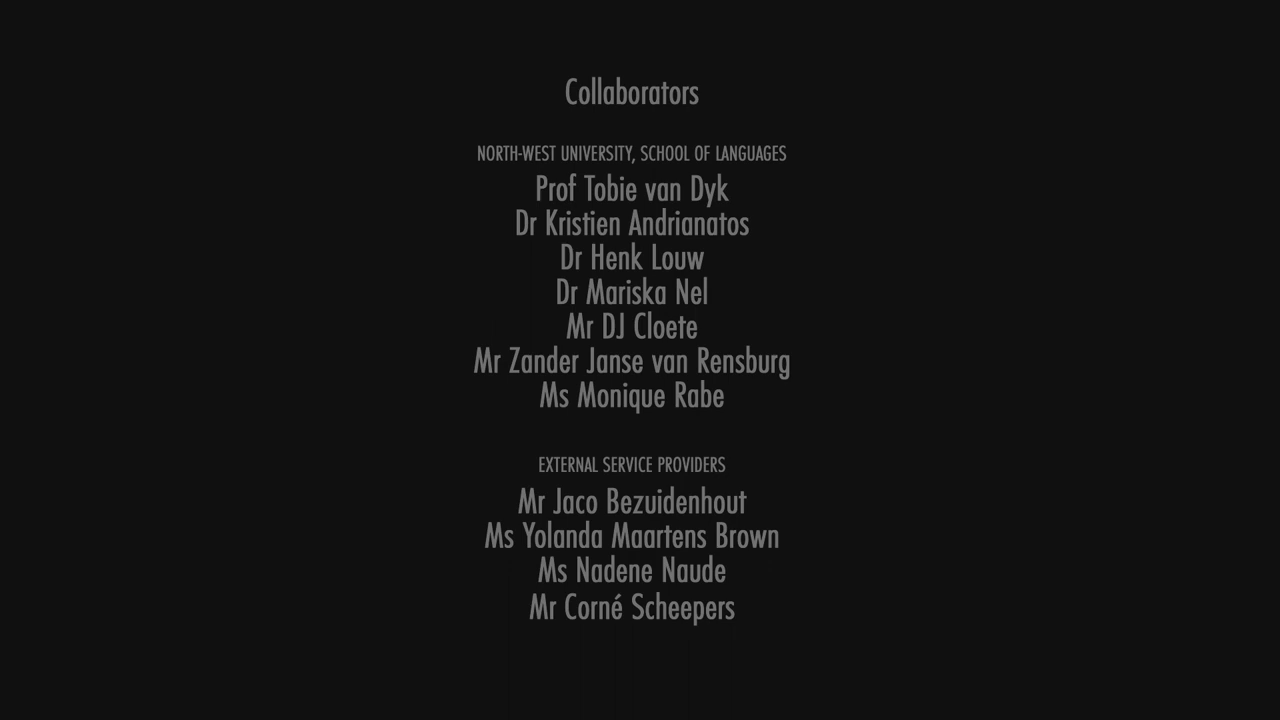 Collaborators
NORTH-WEST UNIVERSITY, SCHOOL OF LANGUAGES
Prof Tobie van Dyk
Dr Kristien Andrianatos
Dr Henk Louw
Dr Mariska Nel
Mr DJ Cloete
Mr Zander Janse van Rensburg
Ms Monique Rabe
EXTERNAL SERVICE PROVIDERS
Mr Jaco Bezuidenhout
Ms Yolanda Maartens Brown
Ms Nadene Naude
Mr Corné Scheepers